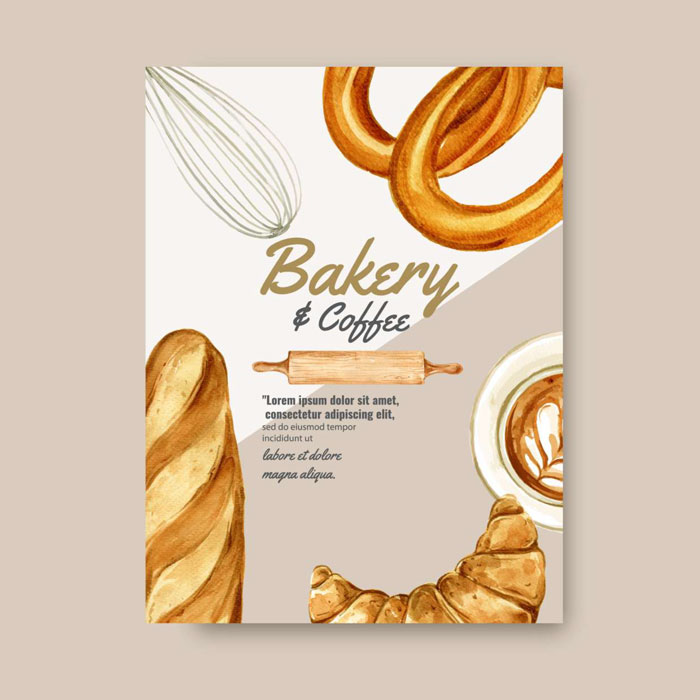 Bakery
& Coffee
"Lorem ipsum dolor sit amet,
consectetur adipiscing elit,
sed do eiusmod tempor
incididunt ut
labore et dolore
magna aliqua.